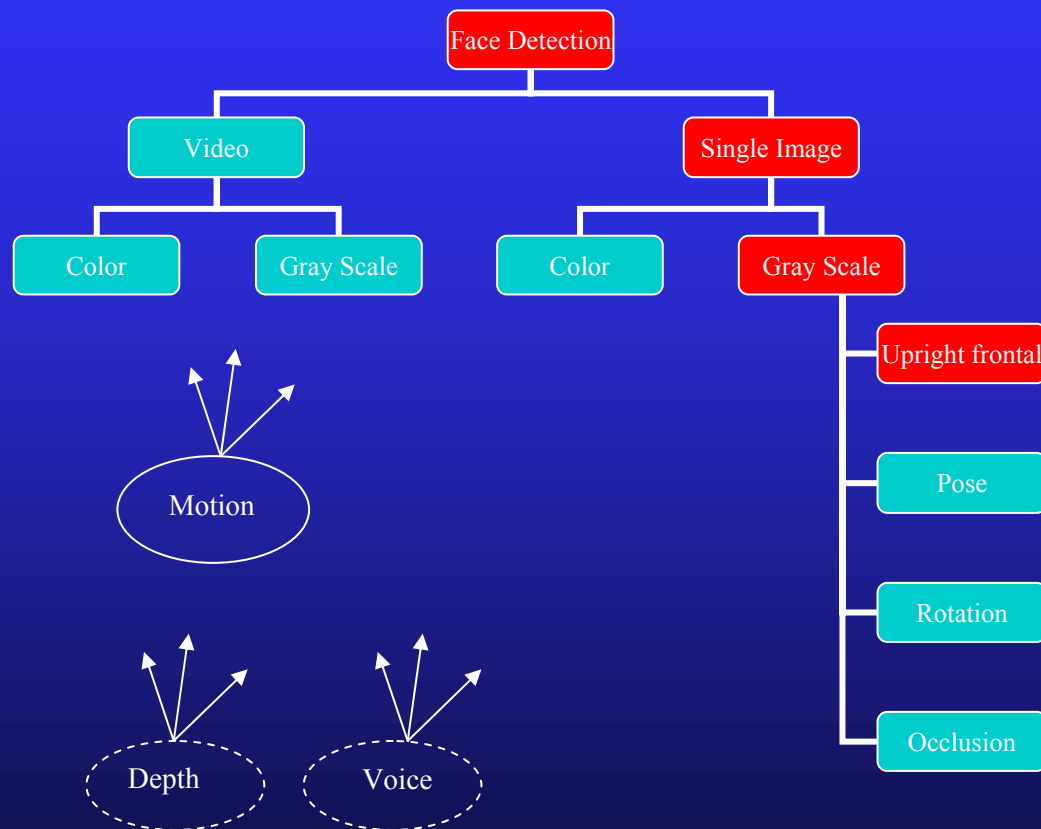 Face Detection
Video
Single Image
Color
Gray Scale
Color
Gray Scale
Upright frontal
Pose
Rotation
Occlusion
Motion
Depth
Voice